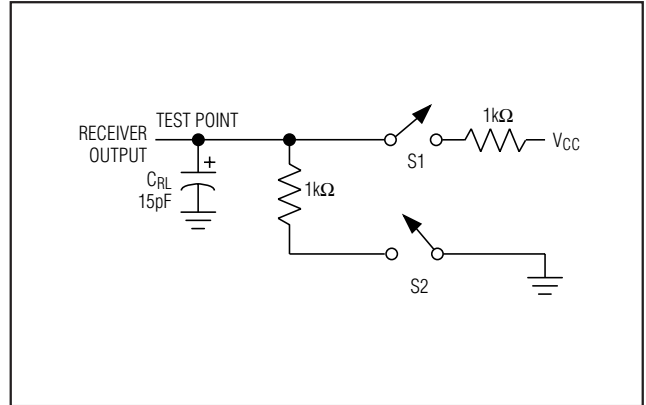 TEST POINT
RECEIVER
OUTPUT
CRL
15pF
+
1kΩ
S1
1kΩ
VCC
S2